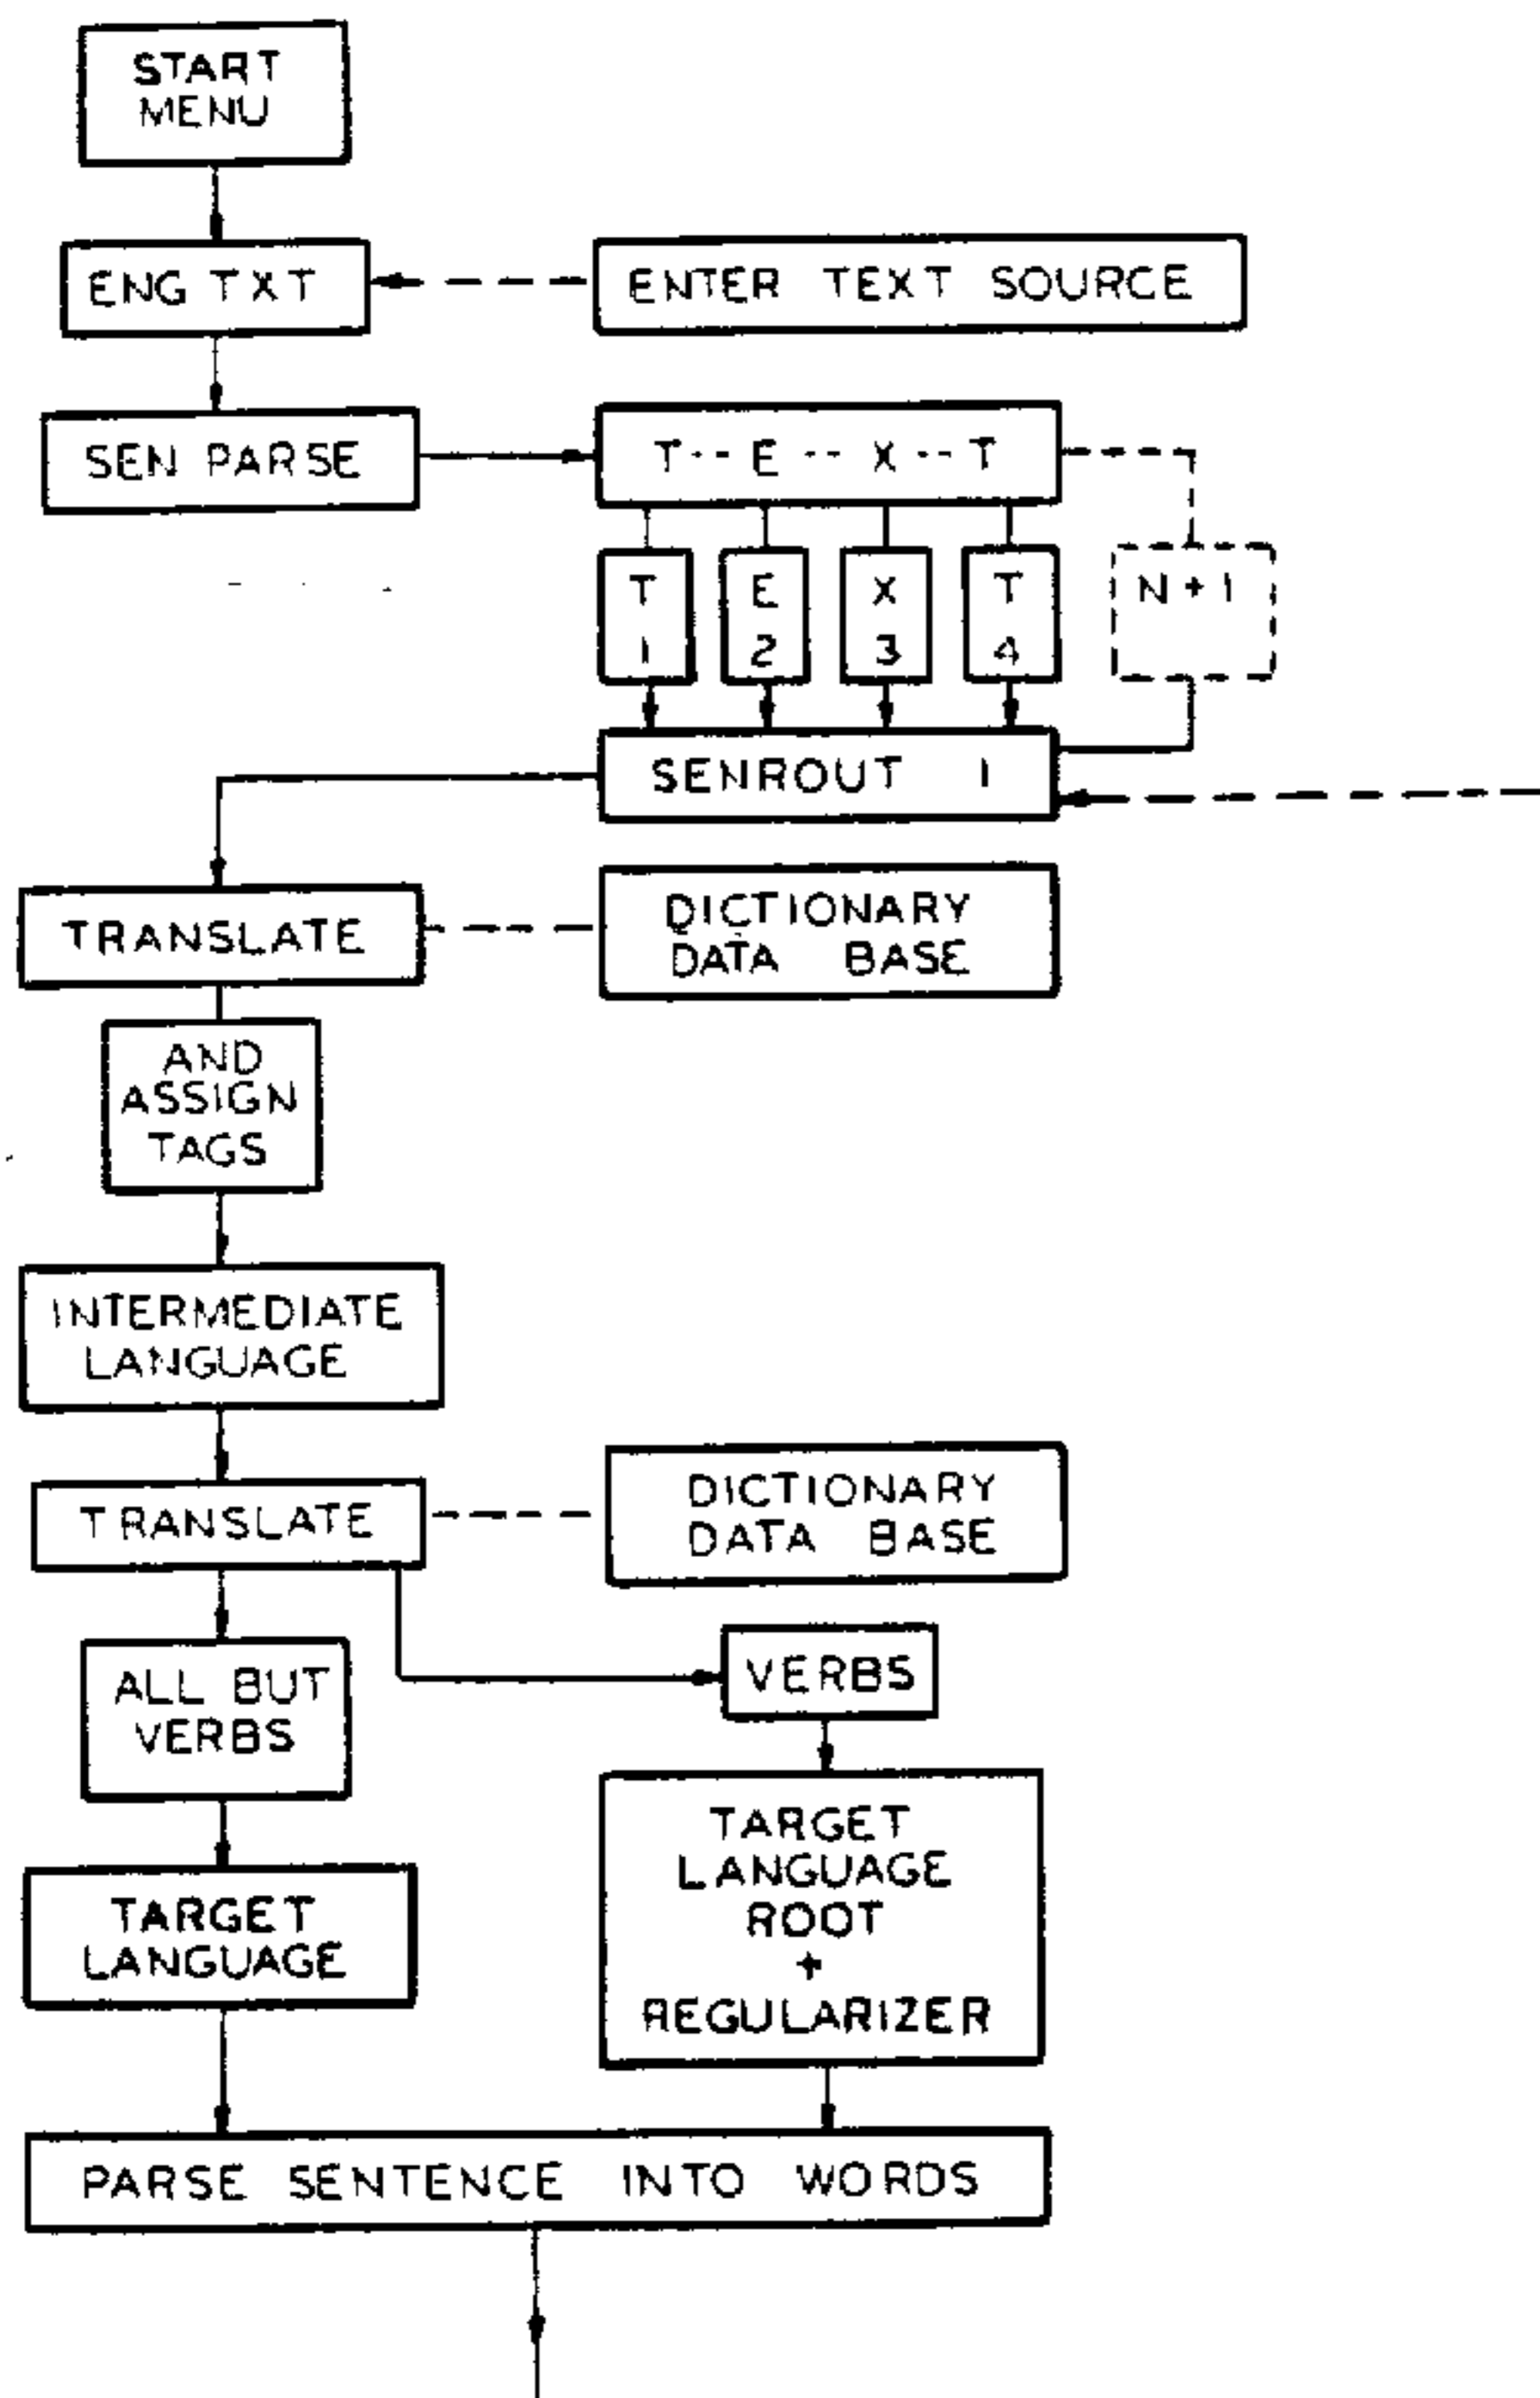 START
MENU
ENG TXT
ENTER TEXT SOURCE
SEN PARSE
T--E--X--T
T
1
E
2
X
3
T
4
N+1
SENROUT 1
TRANSLATE
DICTIONARY
DATA BASE
AND
ASSIGN
TAGS
INTERMEDIATE
LANGUAGE
TRANSLATE
DICTIONARY
DATA BASE
ALL BUT
VERBS
VERBS
TARGET
LANGUAGE
TARGET
LANGUAGE
ROOT
+
REGULARIZER
PARSE SENTENCE INTO WORDS